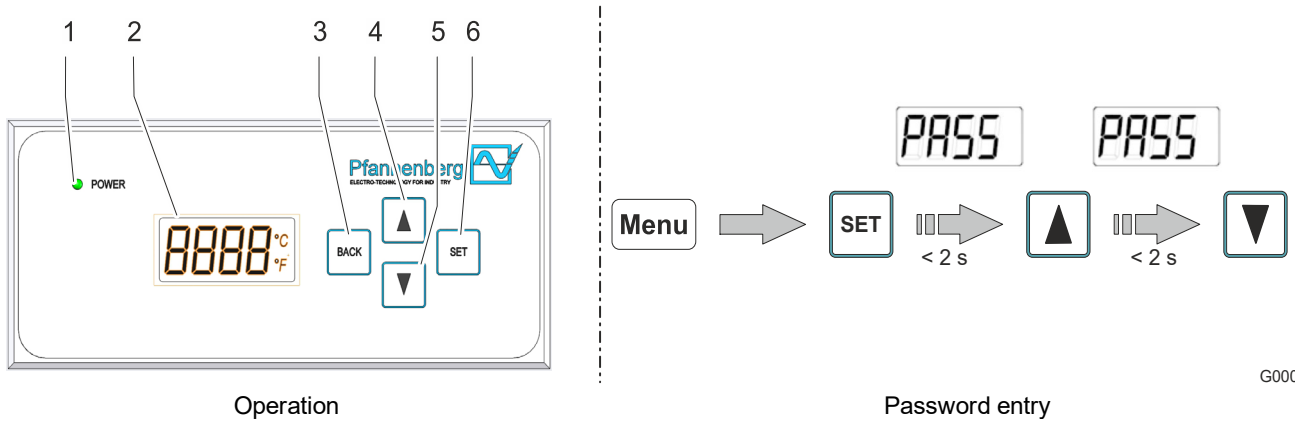 1 2 3 4 5 6
POWER
Pfannenberg
ELECTRO-TECHNOLOGY FOR INDUSTRY
8888 °C °F
BACK
▲
▼
SET
PASS PASS
Menu SET ▲ ▼
< 2 s < 2 s
G000
Operation Password entry